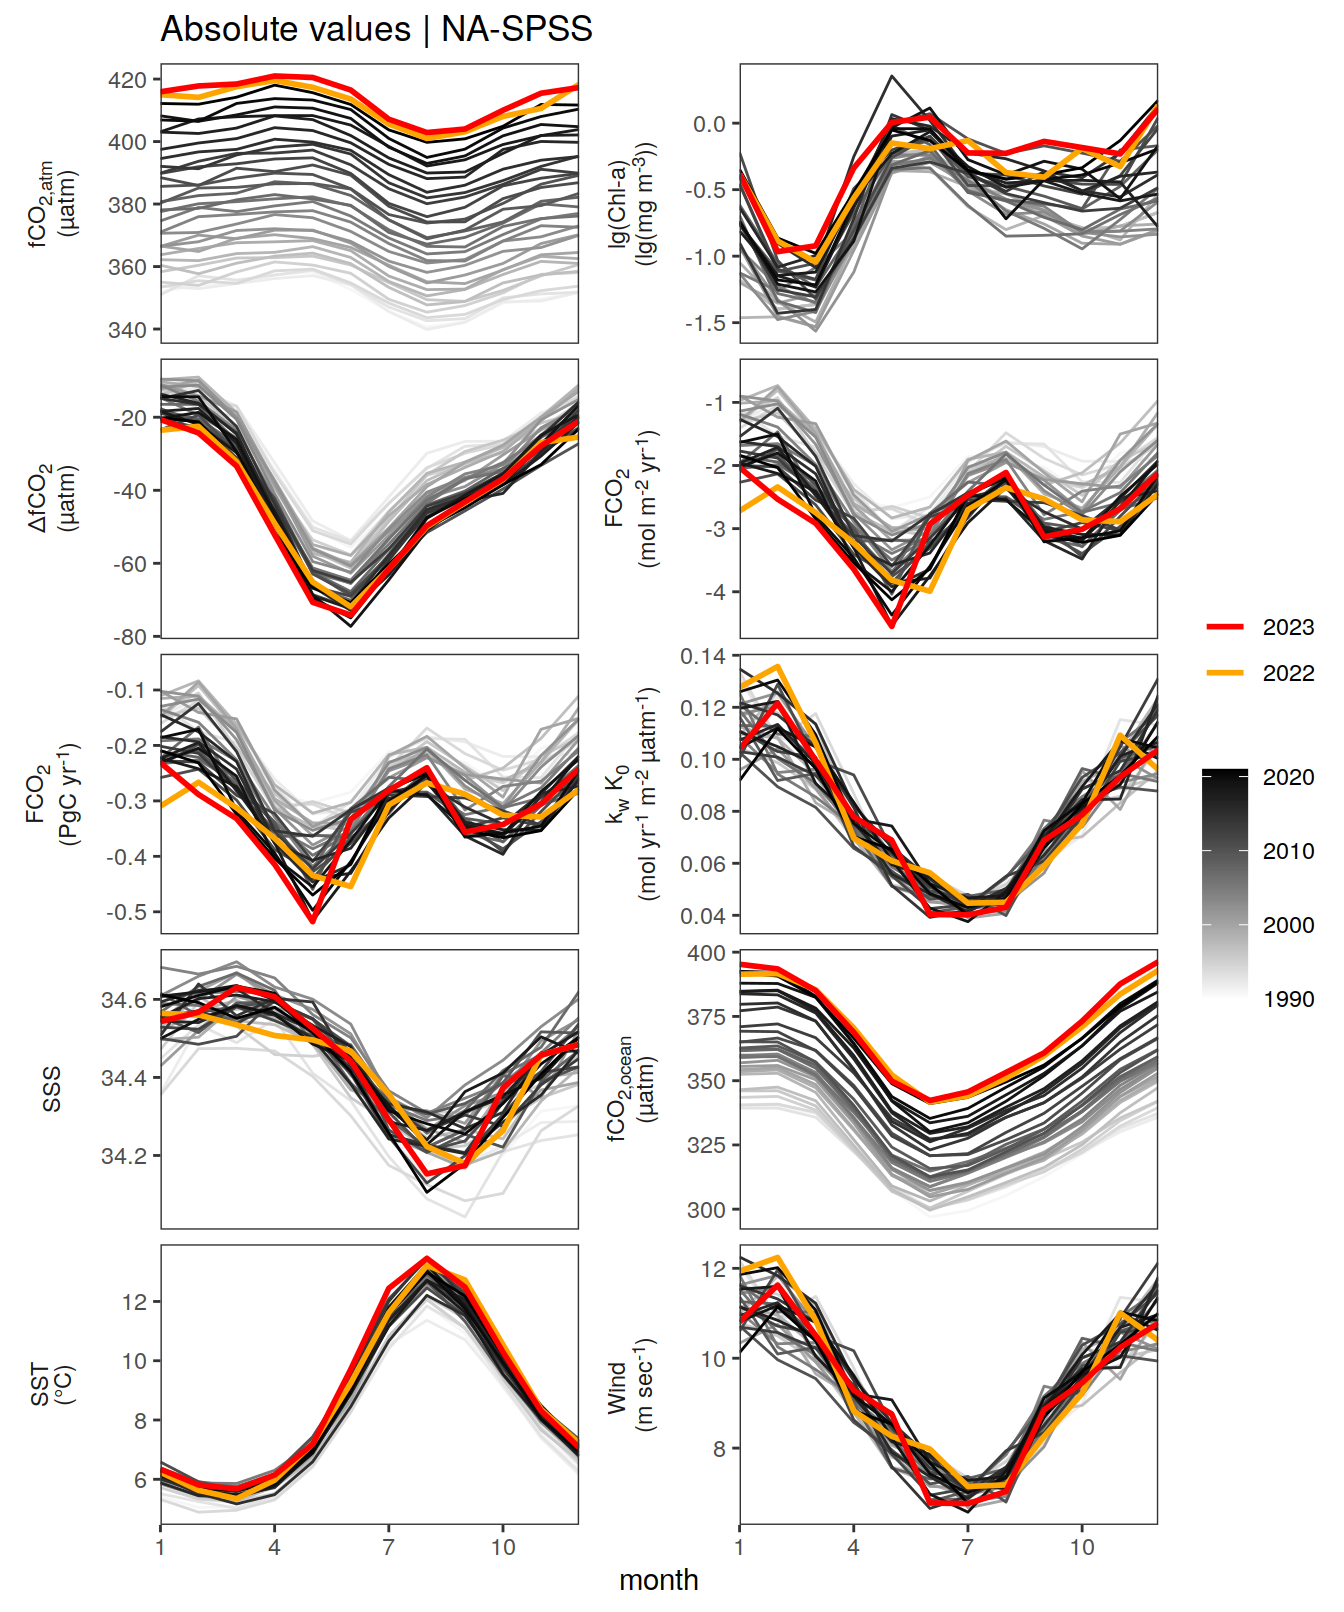 Absolute values | NA-SPSS
fCO2,atm
(µatm)
420
400
380
360
340
lg(Chl-a)
(lg(mg m-3))
0.0
-0.5
-1.0
-1.5
ΔfCO2
(µatm)
-20
-40
-60
-80
FCO2
(mol m-2 yr-1)
-1
-2
-3
-4
FCO2
(PgC yr-1)
-0.1
-0.2
-0.3
-0.4
-0.5
kw K0
(mol yr-1 m-2 µatm-1)
0.14
0.12
0.10
0.08
0.06
0.04
SSS
34.6
34.4
34.2
fCO2,ocean
(µatm)
400
375
350
325
300
SST
(°C)
12
10
8
6
1 4 7 10
Wind
(m sec-1)
12
10
8
1 4 7 10
month
2023
2022
2020
2010
2000
1990